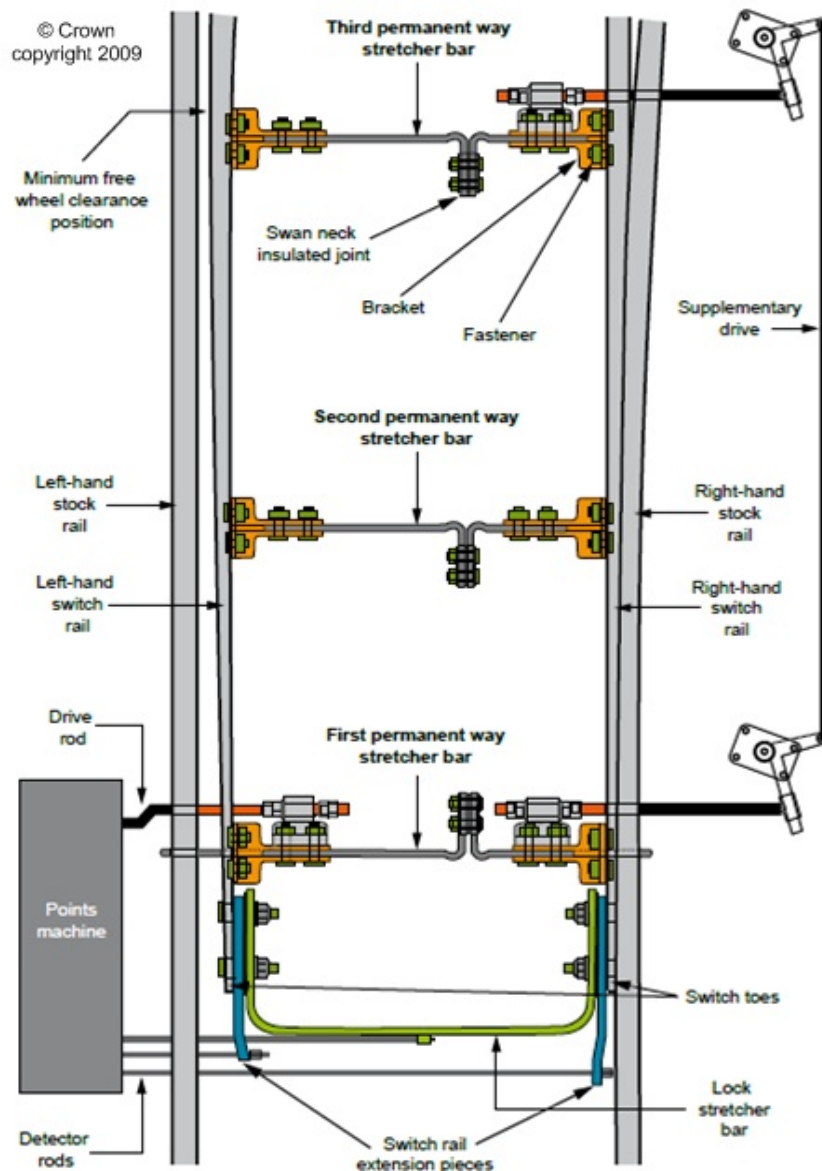 © Crown
copyright 2009
Third permanent way
stretcher bar
Minimum free
wheel clearance
position
Swan neck
insulated joint
Bracket
Fastener
Supplementary
drive
Second permanent way
stretcher bar
Left-hand
stock
rail
Right-hand
stock
rail
Left-hand
switch
rail
Right-hand
switch
rail
Drive
rod
First permanent way
stretcher bar
Points
machine
Switch toes
Lock
stretcher
bar
Detector
rods
Switch rail
extension pieces